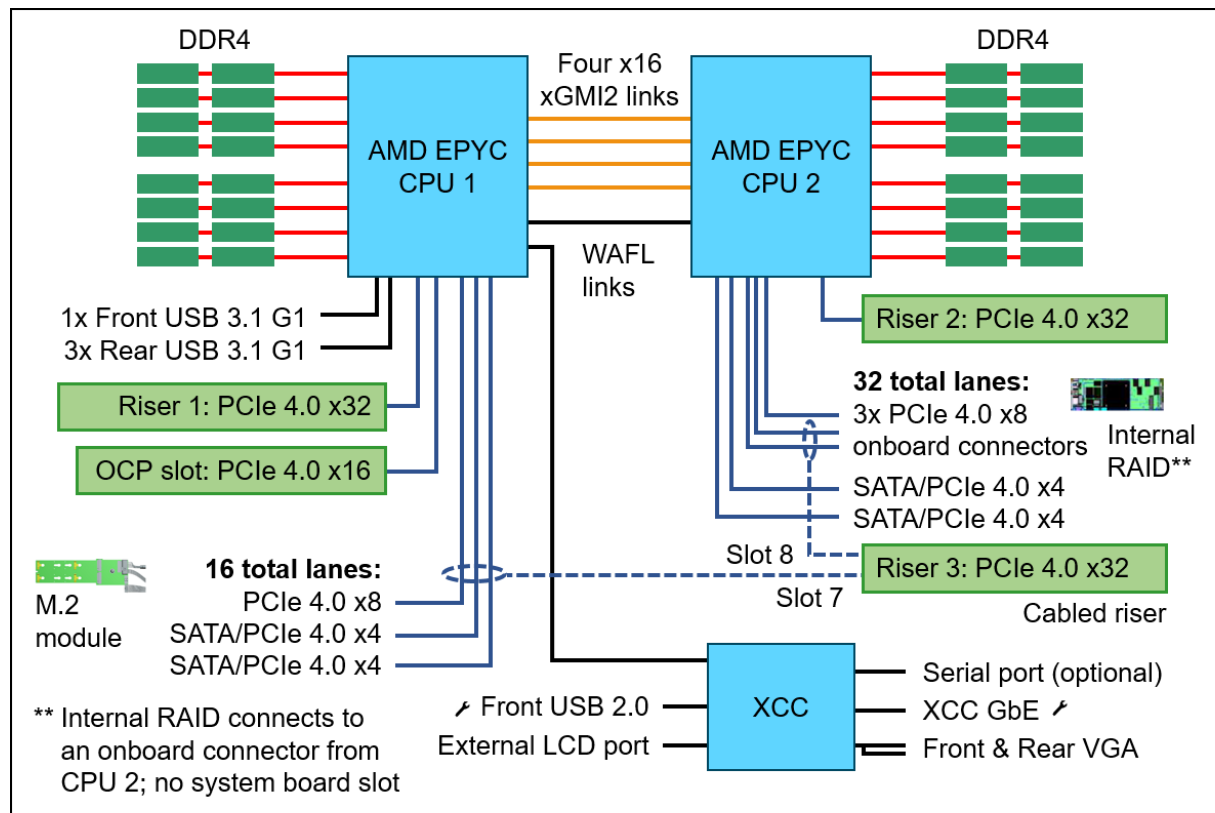 DDR4
DDR4
Four x16
xGMI2 links
AMD EPYC
CPU 1
AMD EPYC
CPU 2
WAFL
links
1x Front USB 3.1 G1
3x Rear USB 3.1 G1
Riser 1: PCIe 4.0 x32
OCP slot: PCIe 4.0 x16
Riser 2: PCIe 4.0 x32
32 total lanes:
3x PCIe 4.0 x8
onboard connectors
SATA/PCIe 4.0 x4
SATA/PCIe 4.0 x4
Internal
RAID**
Slot 8
Slot 7
Riser 3: PCIe 4.0 x32
Cabled riser
M.2
module
16 total lanes:
PCIe 4.0 x8
SATA/PCIe 4.0 x4
SATA/PCIe 4.0 x4
** Internal RAID connects to
an onboard connector from
CPU 2; no system board slot
Front USB 2.0
External LCD port
XCC
Serial port (optional)
XCC GbE
Front & Rear VGA